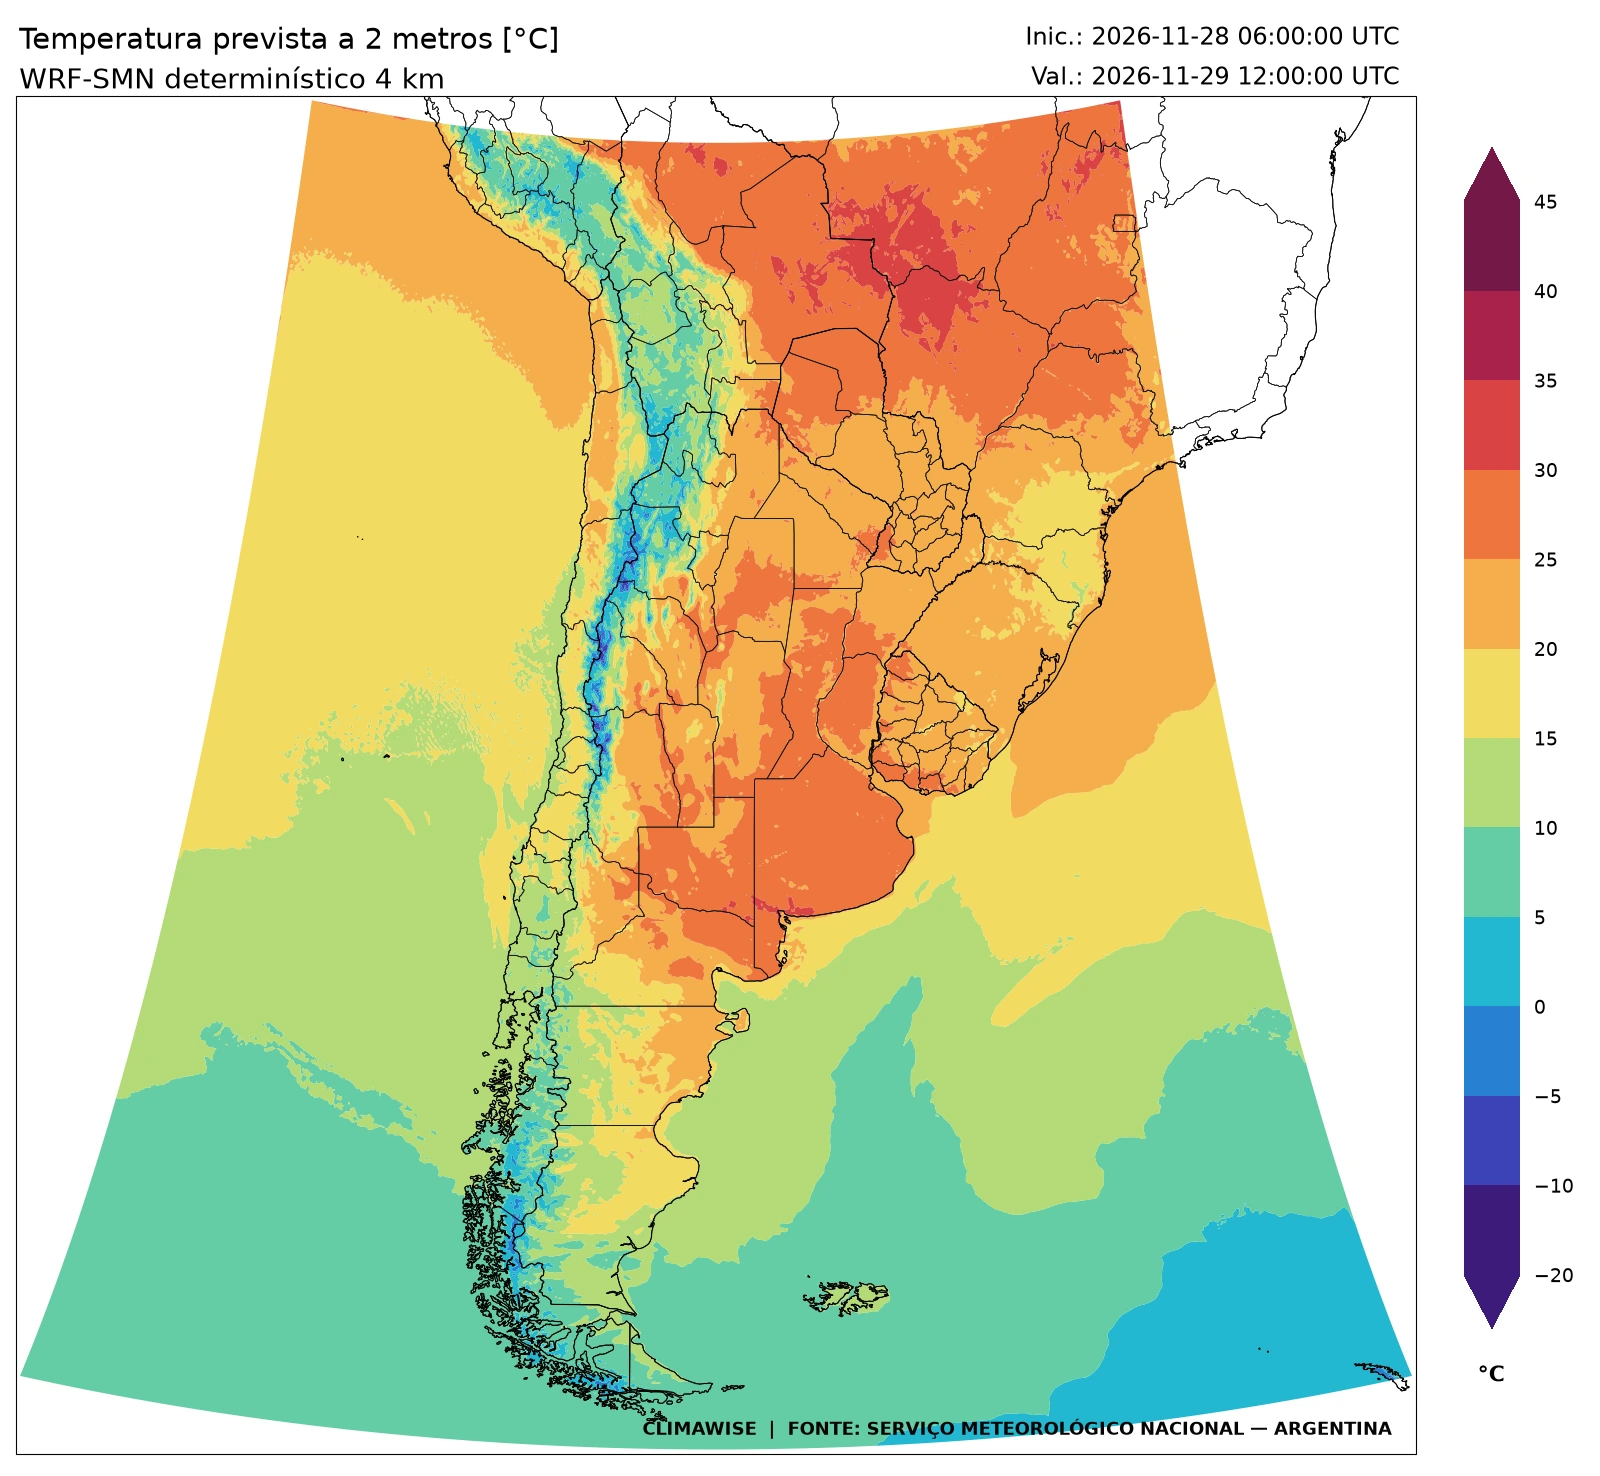 Temperatura prevista a 2 metros [°C]
WRF-SMN determinístico 4 km
Inic.: 2026-11-28 06:00:00 UTC
Val.: 2026-11-29 12:00:00 UTC
45
40
35
30
25
20
15
10
5
0
−5
−10
−20
°C
CLIMAWISE | FONTE: SERVIÇO METEOROLÓGICO NACIONAL — ARGENTINA